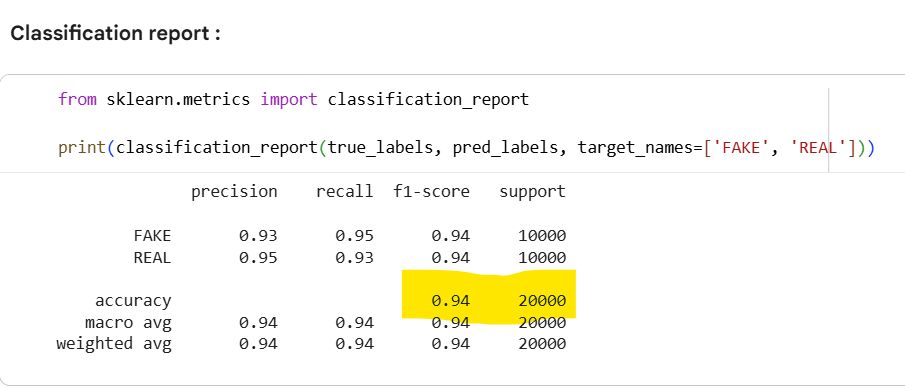 Classification report :
from sklearn.metrics import classification_report
print(classification_report(true_labels, pred_labels, target_names=['FAKE', 'REAL']))
precision recall f1-score support
FAKE 0.93 0.95 0.94 10000
REAL 0.95 0.93 0.94 10000
accuracy 0.94 20000
macro avg 0.94 0.94 0.94 20000
weighted avg 0.94 0.94 0.94 20000